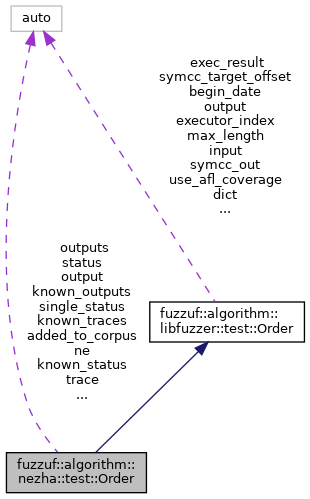 auto
exec_result
symcc_target_offset
begin_date
output
executor_index
max_length
input
symcc_out
use_afl_coverage
dict
...
outputs
status
output
known_outputs
single_status
known_traces
added_to_corpus
ne
known_status
trace
...
fuzzuf::algorithm::
libfuzzer::test::Order
fuzzuf::algorithm::
nezha::test::Order